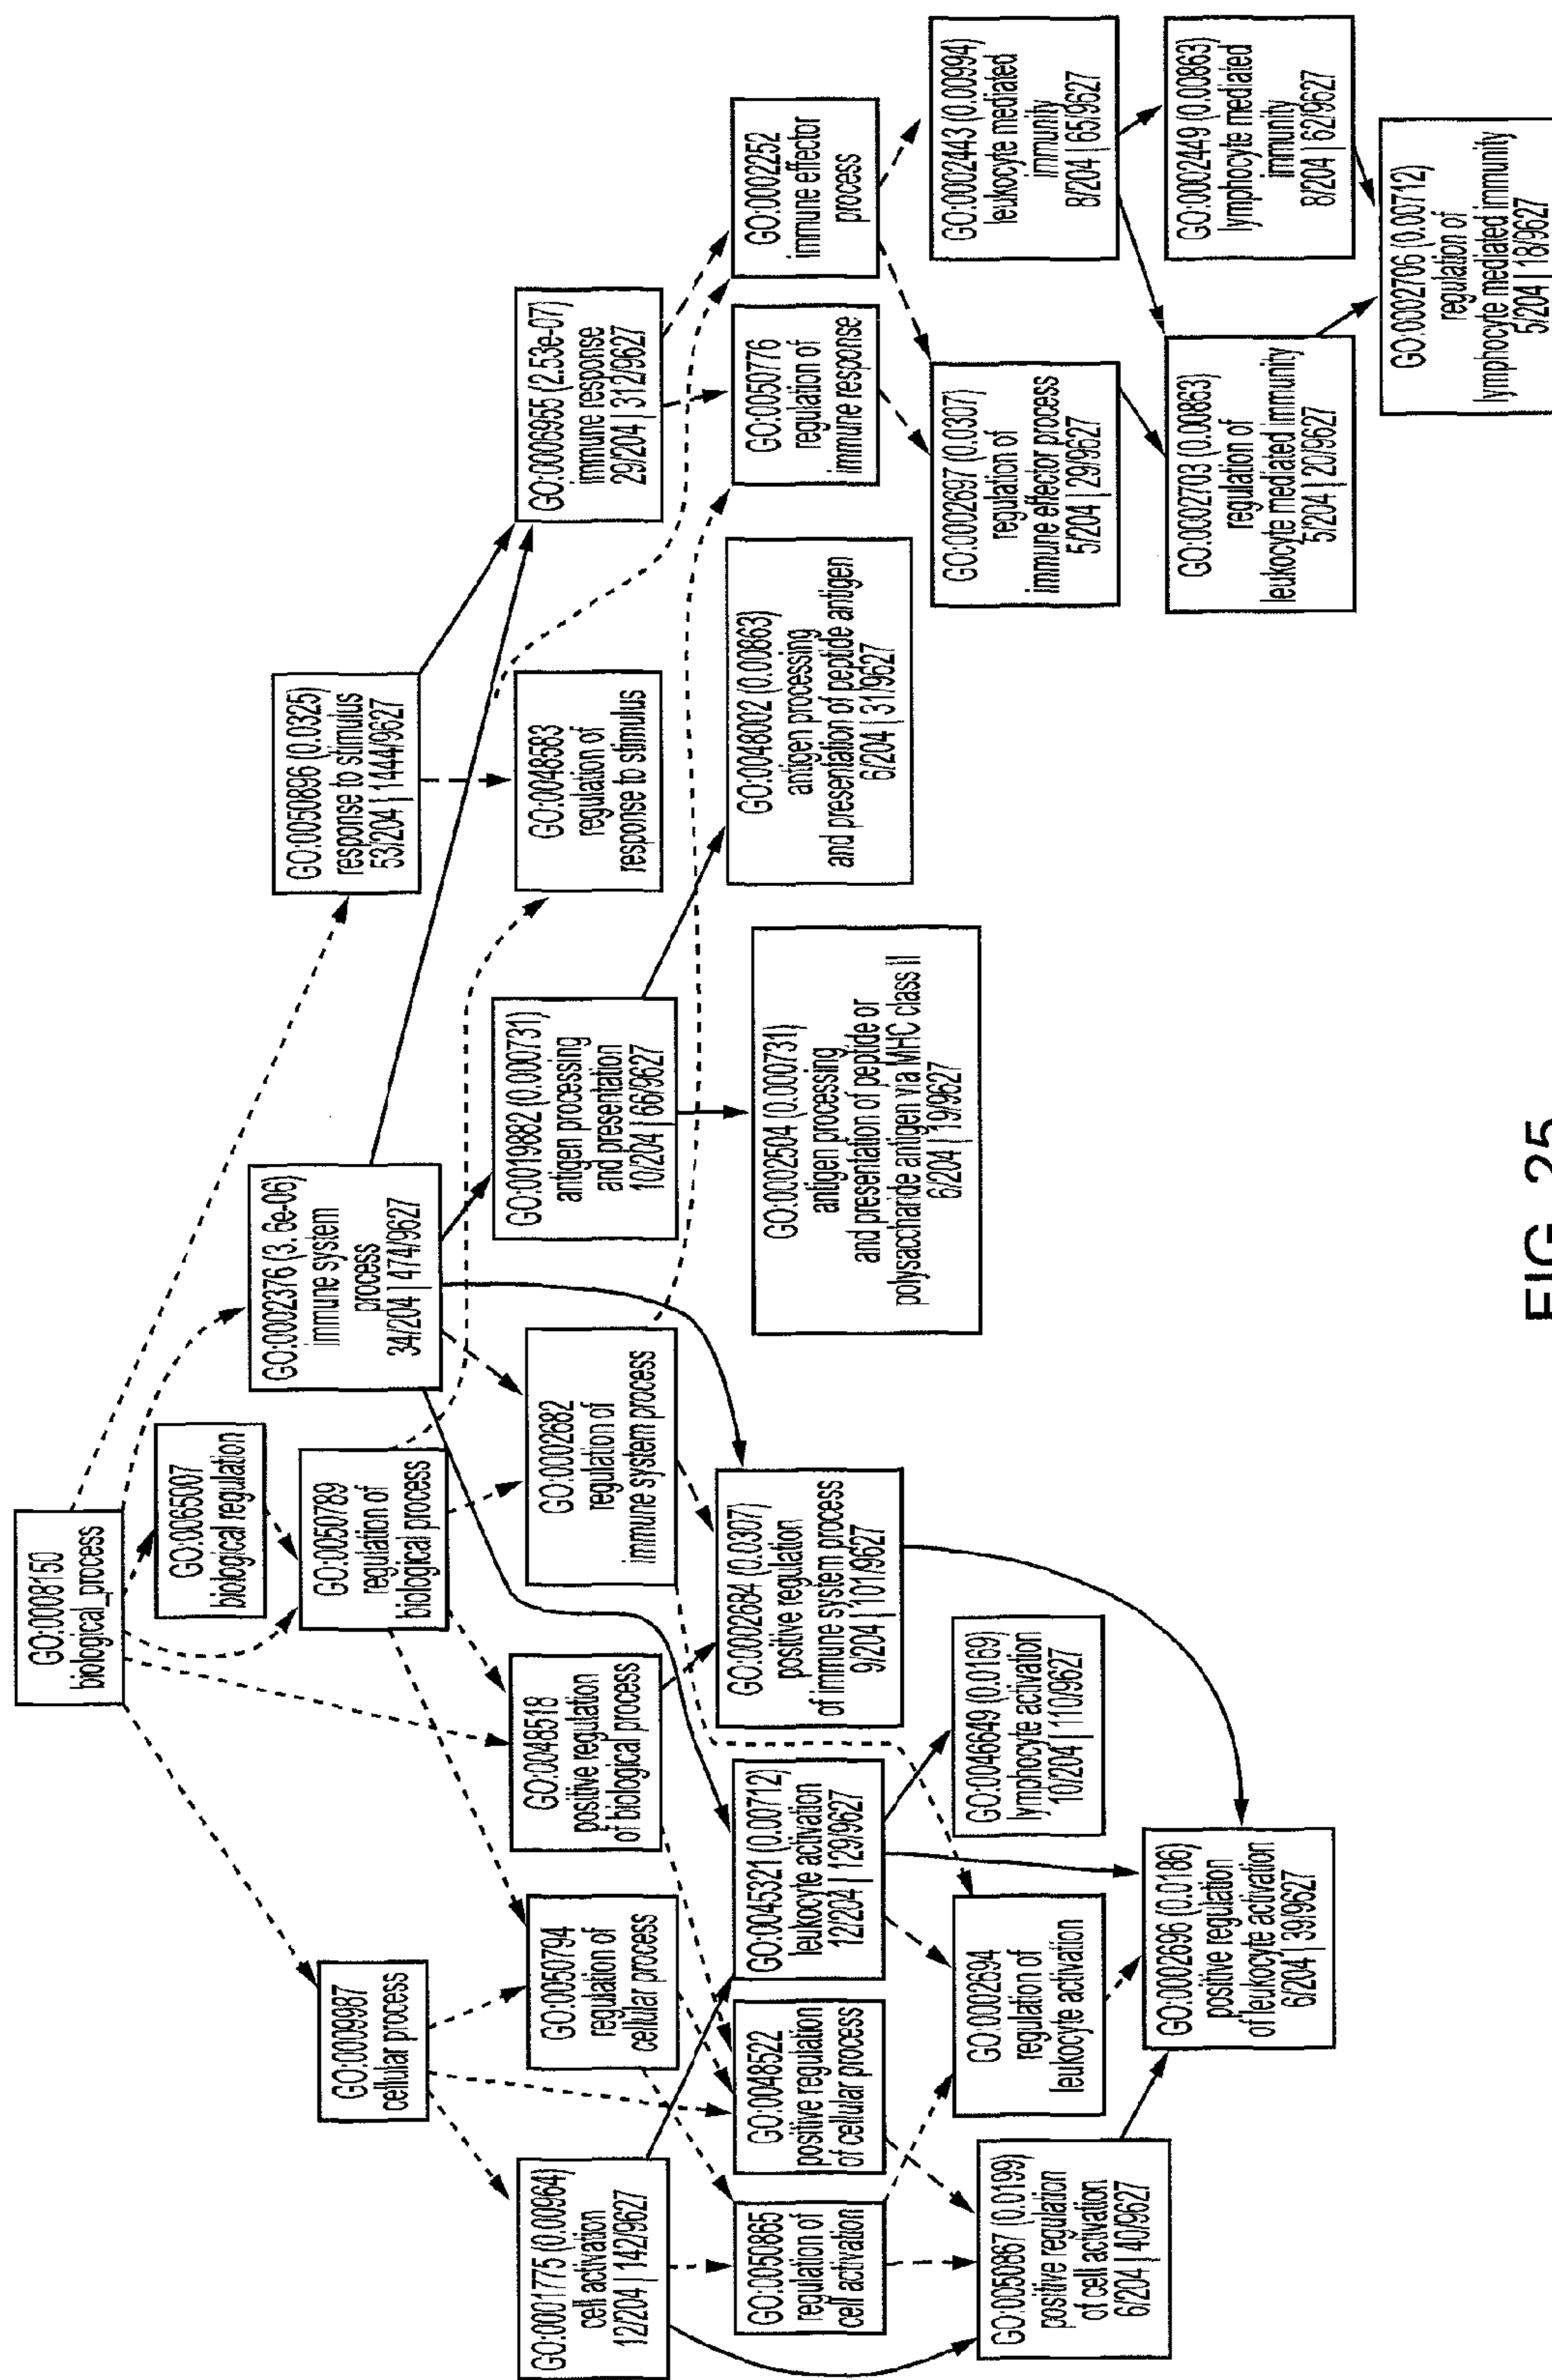 GO:0008150
biological_process
GO:0065007
biological regulation
GO:0009987
cellular process
GO:0050789
regulation of
biological process
GO:0002376 (3. 6e-06)
immune system
process
34/204 | 474/9627
GO:0050896 (0.0325)
response to stimulus
53/204 | 1444/9627
GO:0001775 (0.00964)
cell activation
12/204 | 142/9627
GO:0050794
regulation of
cellular process
GO:0048518
positive regulation
of biological process
GO:0002682
regulation of
immune system process
GO:0019882 (0.000731)
antigen processing
and presentation
10/204 | 66/9627
GO:0048583
regulation of
response to stimulus
GO:0006955 (2.53e-07)
immune response
29/204 | 312/9627
GO:0050865
regulation of
cell activation
GO:0048522
positive regulation
of cellular process
GO:0045321 (0.00712)
leukocyte activation
12/204 | 129/9627
GO:0002684 (0.0307)
positive regulation
of immune system process
9/204 | 101/9627
GO:0002504 (0.000731)
antigen processing
and presentation of peptide or
polysaccharide antigen via MHC class II
6/204 | 19/9627
GO:0048002 (0.00863)
antigen processing
and presentation of peptide antigen
6/204 | 31/9627
GO:0050776
regulation of
immune response
GO:0002252
immune effector
process
GO:0050867 (0.0199)
positive regulation
of cell activation
6/204 | 40/9627
GO:0002694
regulation of
leukocyte activation
GO:0046649 (0.0169)
lymphocyte activation
10/204 | 110/9627
GO:0002697 (0.0307)
regulation of
immune effector process
5/204 | 29/9627
GO:0002443 (0.00994)
leukocyte mediated
immunity
8/204 | 65/9627
GO:0002696 (0.0186)
positive regulation
of leukocyte activation
6/204 | 39/9627
GO:0002703 (0.00863)
regulation of
leukocyte mediated immunity
5/204 | 20/9627
GO:0002449 (0.00863)
lymphocyte mediated
immunity
8/204 | 62/9627
GO:0002706 (0.00712)
regulation of
lymphocyte mediated immunity
5/204 | 18/9627
FIG. 25